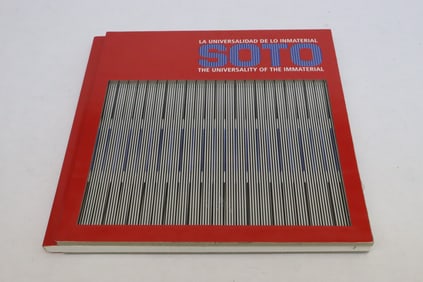 LA UNIVERSALIDAD DE LO INMATERIAL
SOTO
THE UNIVERSALITY OF THE IMMATERIAL